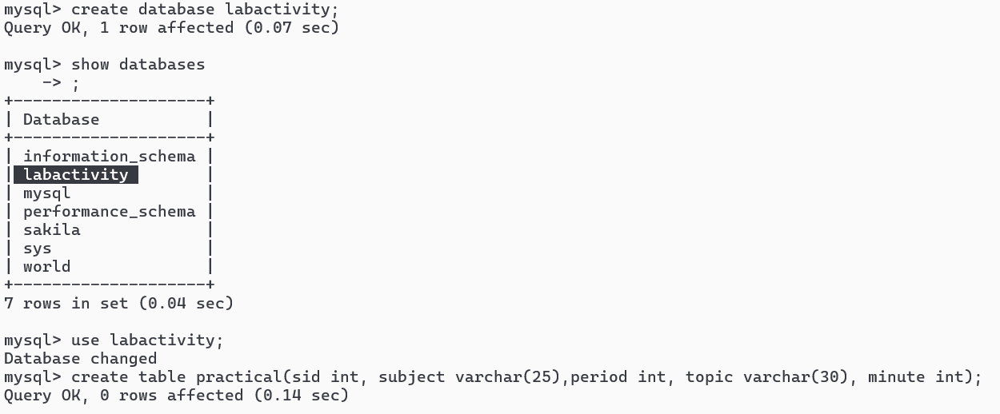 mysql> create database labactivity;
Query OK, 1 row affected (0.07 sec)

mysql> show databases
    -> ;
+--------------------+
| Database           |
+--------------------+
| information_schema |
| labactivity        |
| mysql              |
| performance_schema |
| sakila             |
| sys                |
| world              |
+--------------------+
7 rows in set (0.04 sec)

mysql> use labactivity;
Database changed
mysql> create table practical(sid int, subject varchar(25),period int, topic varchar(30), minute int);
Query OK, 0 rows affected (0.14 sec)